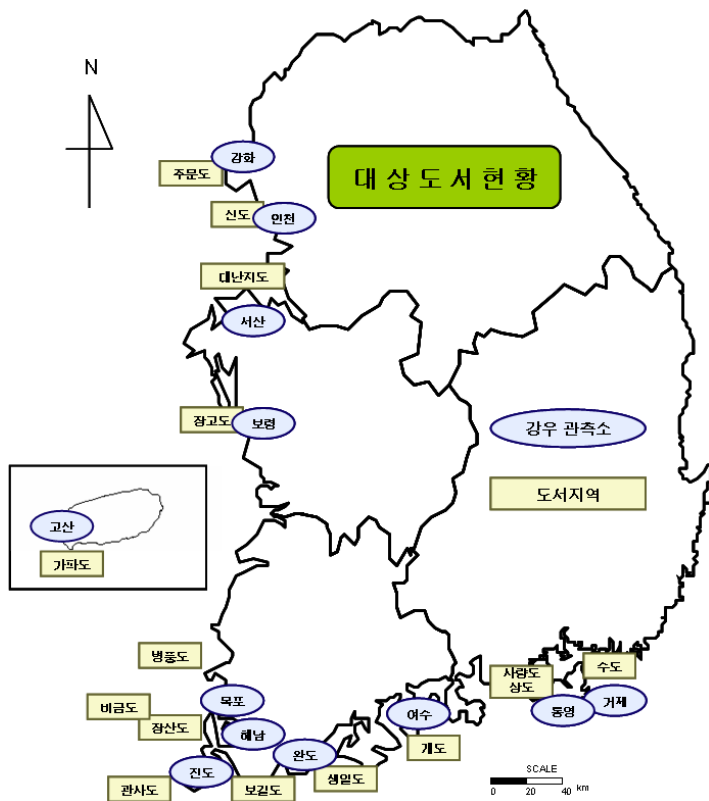 N
대 상 도 서 현 황
강화
주문도
신도
인천
대난지도
서산
장고도
보령
강우 관측소
도서지역
고산
가파도
병풍도
사량도
상도
수도
비금도
목포
장산도
해남
여수
통영
거제
완도
개도
진도
관사도
보길도
생일도
SCALE
0 20 40 km